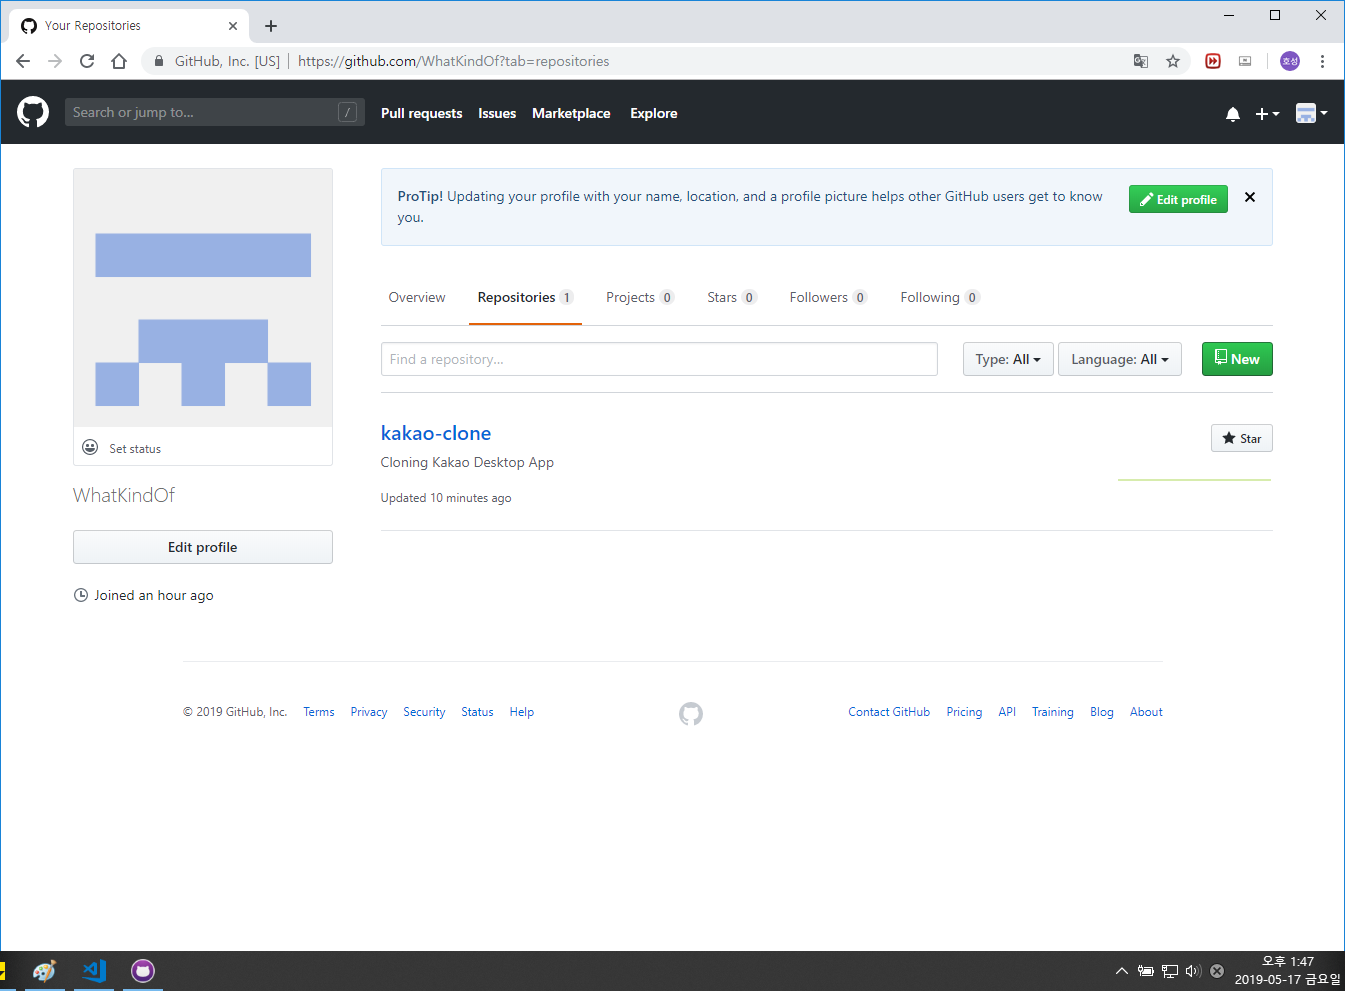 Your Repositories
GitHub, Inc. [US] | https://github.com/WhatKindOf?tab=repositories
호성
Search or jump to...
/
Pull requests
Issues
Marketplace
Explore
ProTip! Updating your profile with your name, location, and a profile picture helps other GitHub users get to know
you.
Edit profile
Overview
Repositories 1
Projects 0
Stars 0
Followers 0
Following 0
Find a repository...
Type: All
Language: All
New
kakao-clone
Star
Cloning Kakao Desktop App
Updated 10 minutes ago
Set status
WhatKindOf
Edit profile
Joined an hour ago
© 2019 GitHub, Inc.
Terms
Privacy
Security
Status
Help
Contact GitHub
Pricing
API
Training
Blog
About
오후 1:47
2019-05-17 금요일